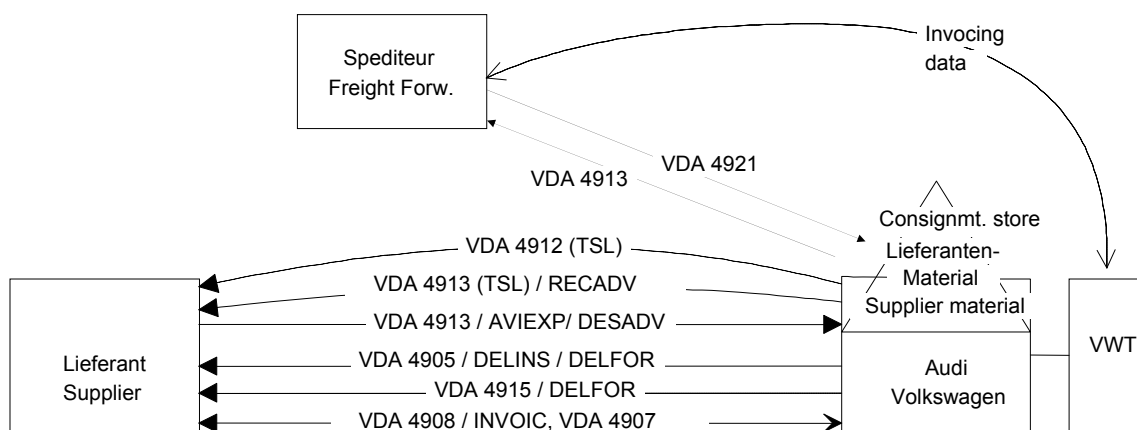 Spediteur
Freight Forw.
Invocing
data
VDA 4921
VDA 4913
Consignmt. store
Lieferanten-
Material
Supplier material
VDA 4912 (TSL)
VDA 4913 (TSL) / RECADV
VDA 4913 / AVIEXP/ DESADV
VDA 4905 / DELINS / DELFOR
VDA 4915 / DELFOR
VDA 4908 / INVOIC, VDA 4907
Lieferant
Supplier
Audi
Volkswagen
VWT